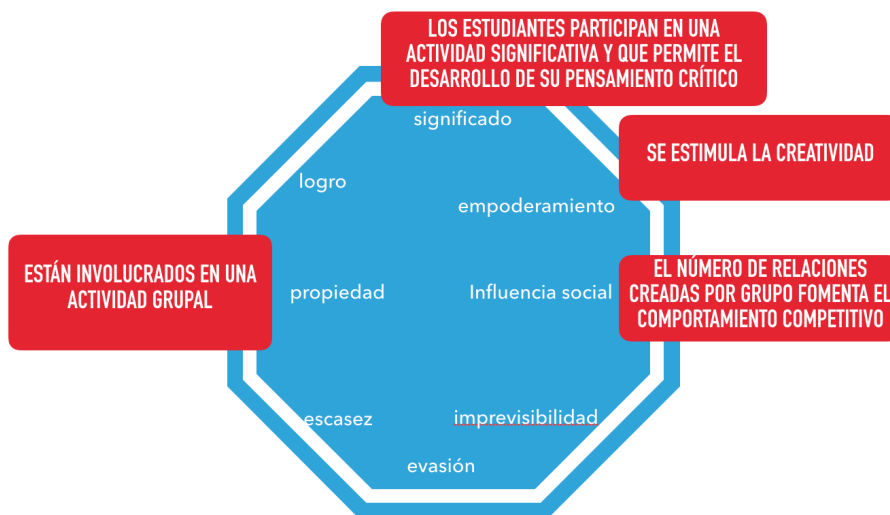 LOS ESTUDIANTES PARTICIPAN EN UNA
ACTIVIDAD SIGNIFICATIVA Y QUE PERMITE EL
DESARROLLO DE SU PENSAMIENTO CRÍTICO
significado
SE ESTIMULA LA CREATIVIDAD
logro
empoderamiento
ESTÁN INVOLUCRADOS EN UNA
ACTIVIDAD GRUPAL
propiedad
Influencia social
EL NÚMERO DE RELACIONES
CREADAS POR GRUPO FOMENTA EL
COMPORTAMIENTO COMPETITIVO
escasez
imprevisibilidad
evasión